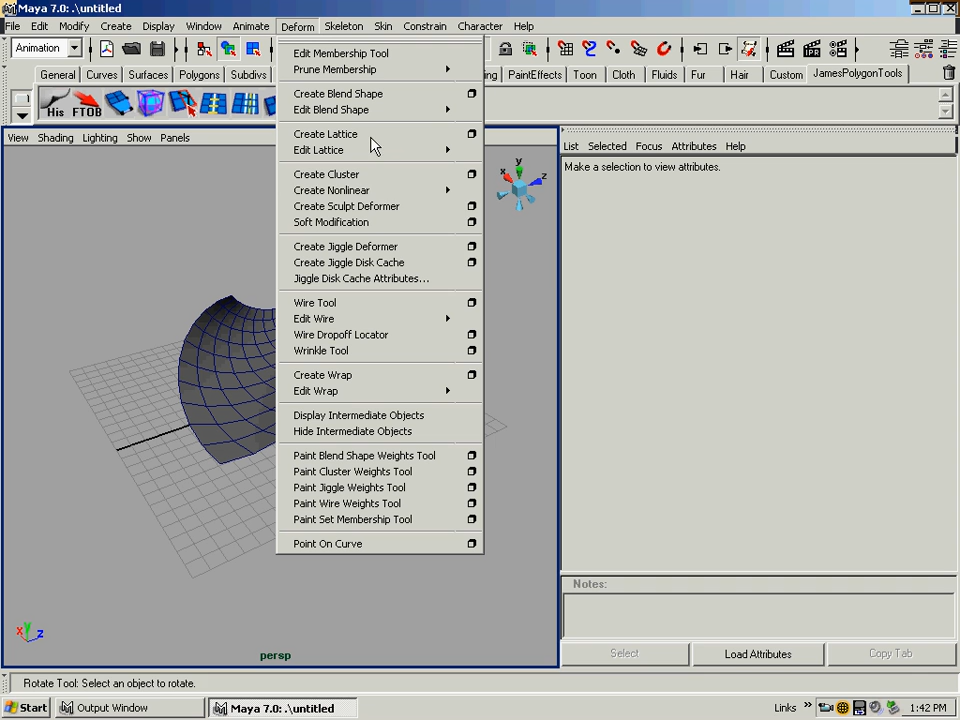 Maya 7.0: .\untitled
File Edit Modify Create Display Window Animate Deform Skeleton Skin Constrain Character Help
Animation
General Curves Surfaces Polygons Subdivs PaintEffects Toon Cloth Fluids Fur Hair Custom JamesPolygonTools
His FTOB
View Shading Lighting Show Panels
List Selected Focus Attributes Help
Make a selection to view attributes.
Edit Membership Tool
Prune Membership
Create Blend Shape
Edit Blend Shape
Create Lattice
Edit Lattice
Create Cluster
Create Nonlinear
Create Sculpt Deformer
Soft Modification
Create Jiggle Deformer
Create Jiggle Disk Cache
Jiggle Disk Cache Attributes...
Wire Tool
Edit Wire
Wire Dropoff Locator
Wrinkle Tool
Create Wrap
Edit Wrap
Display Intermediate Objects
Hide Intermediate Objects
Paint Blend Shape Weights Tool
Paint Cluster Weights Tool
Paint Jiggle Weights Tool
Paint Wire Weights Tool
Paint Set Membership Tool
Point On Curve
y
x
z
x y z
persp
Notes:
Select Load Attributes Copy Tab
Rotate Tool: Select an object to rotate.
Start Output Window Maya 7.0: .\untitled Links » 1:42 PM